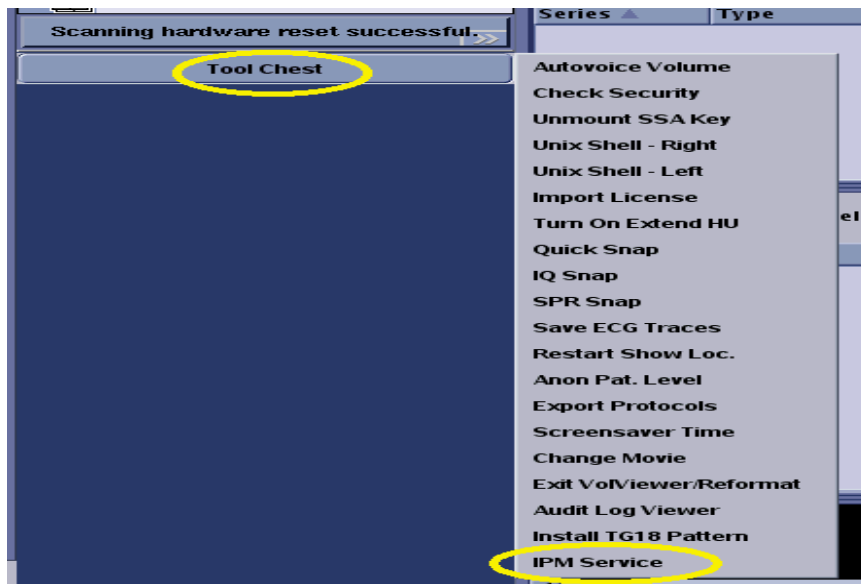 Series Type
Scanning hardware reset successful.
Tool Chest
Autovoice Volume
Check Security
Unmount SSA Key
Unix Shell - Right
Unix Shell - Left
Import License
Turn On Extend HU
Quick Snap
IQ Snap
SPR Snap
Save ECG Traces
Restart Show Loc.
Anon Pat. Level
Export Protocols
Screensaver Time
Change Movie
Exit VolViewer/Reformat
Audit Log Viewer
Install TG18 Pattern
IPM Service